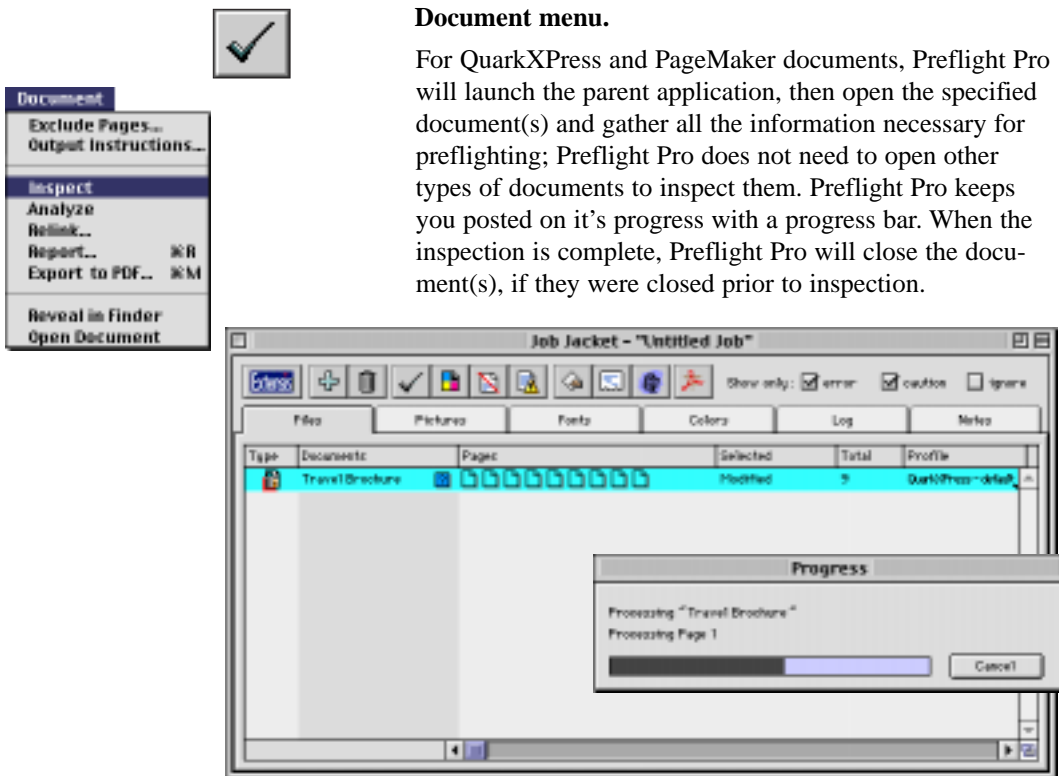 Document menu.
For QuarkXPress and PageMaker documents, Preflight Pro
will launch the parent application, then open the specified
document(s) and gather all the information necessary for
preflighting; Preflight Pro does not need to open other
types of documents to inspect them. Preflight Pro keeps
you posted on it's progress with a progress bar. When the
inspection is complete, Preflight Pro will close the docu-
ment(s), if they were closed prior to inspection.
Document
Exclude Pages...
Output Instructions...
Inspect
Analyze
Relink...
Report... ⌘R
Export to PDF... ⌘M
Reveal in Finder
Open Document
Job Jacket - "Untitled Job"
Extensis Show only: error caution ignore
Files Pictures Fonts Colors Log Notes
Type Documents Pages Selected Total Profile
Travel Brochure Modified 9 QuarkXPress-default
Progress
Processing "Travel Brochure"
Processing Page 1
Cancel